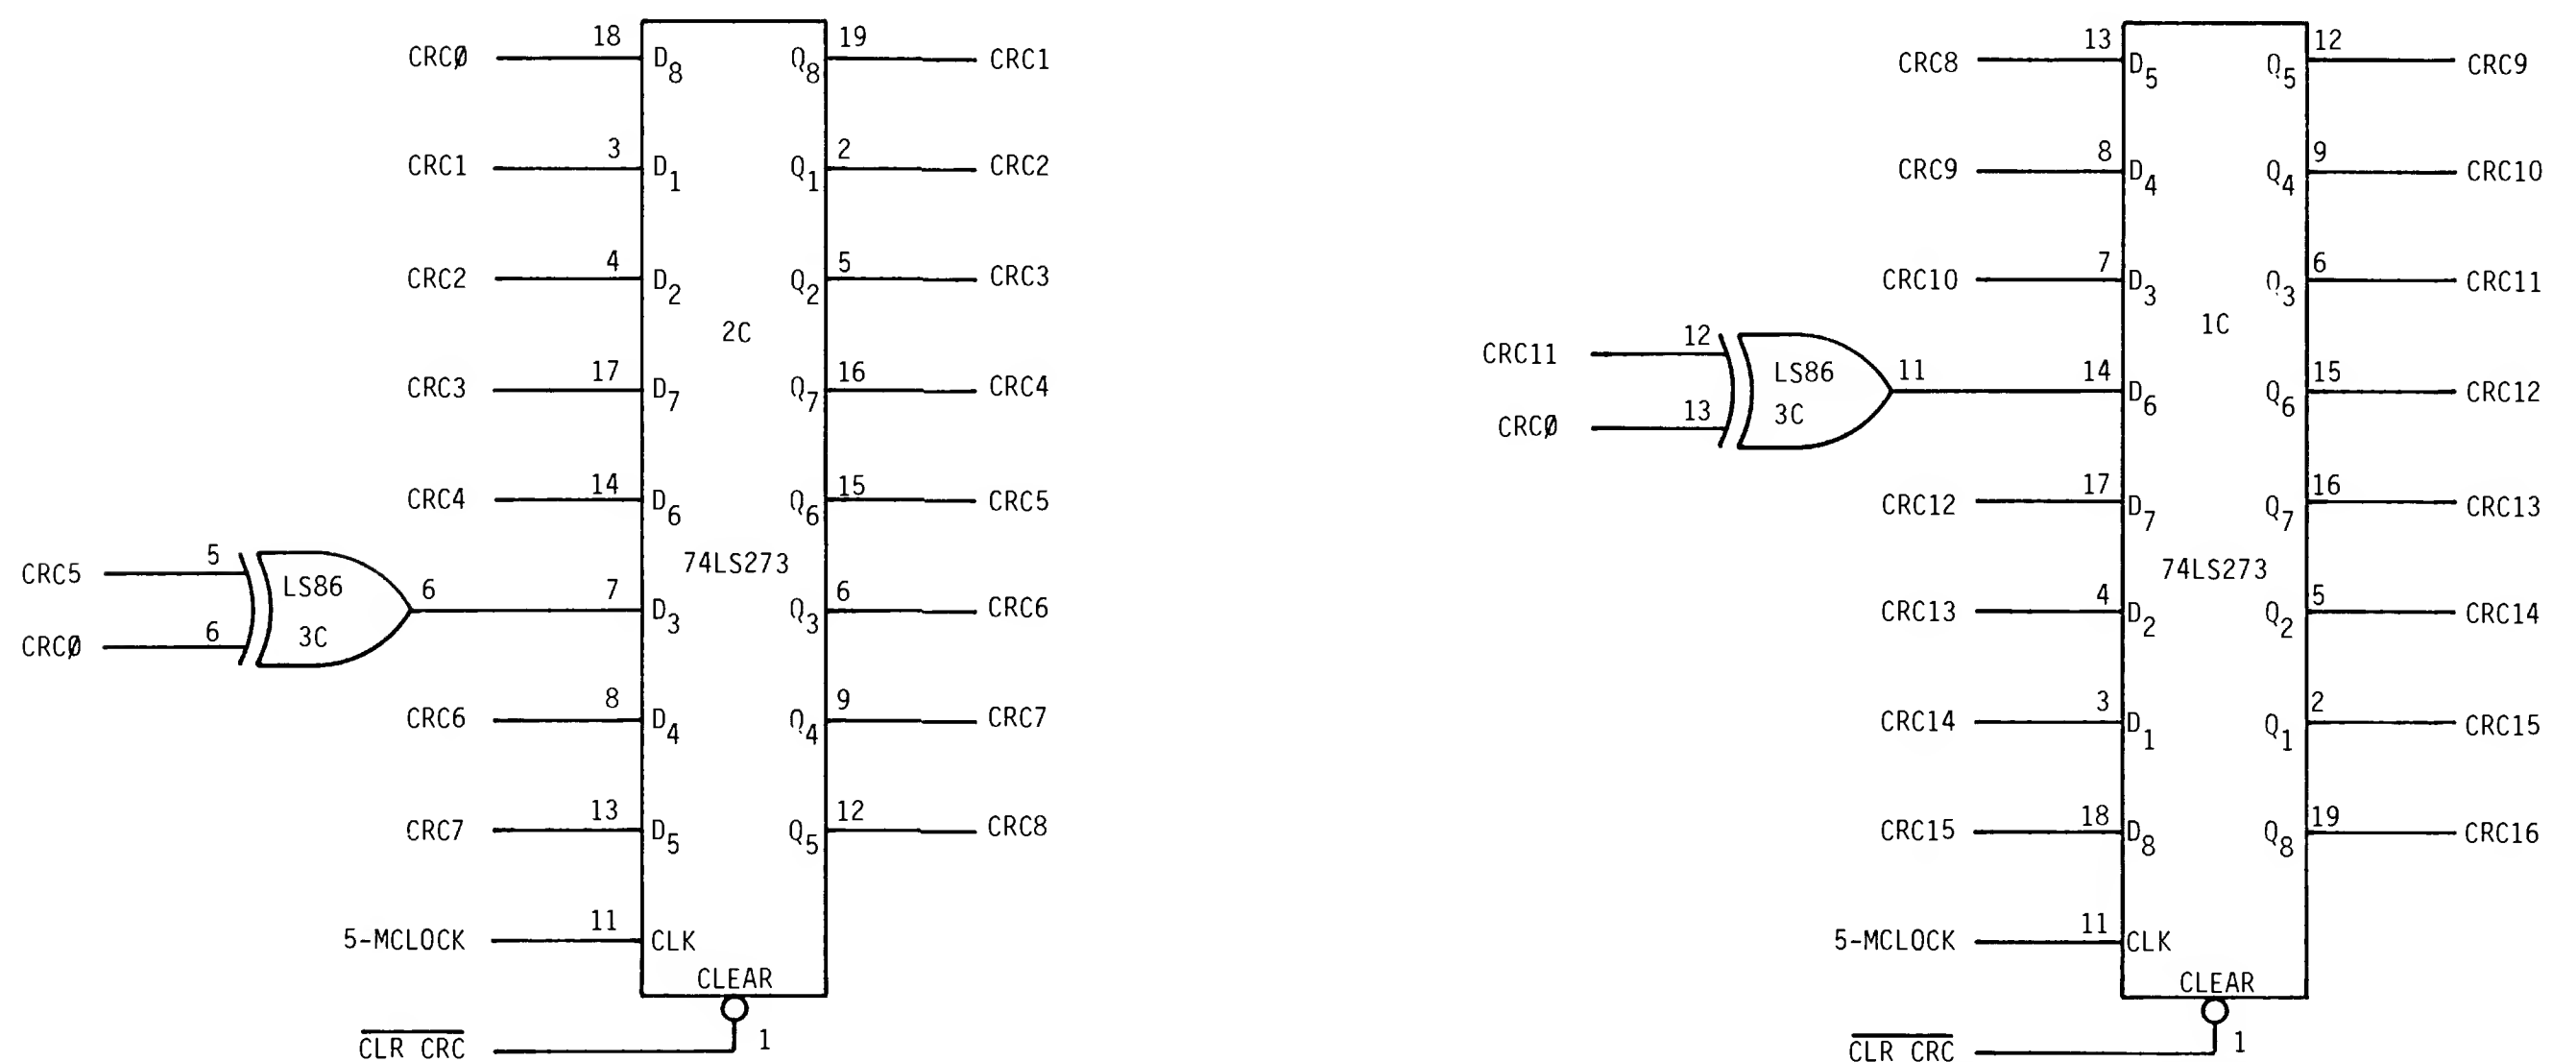 CRC0 18 D8 Q8 19 CRC1
CRC1 3 D1 Q1 2 CRC2
CRC2 4 D2 Q2 5 CRC3
2C
CRC3 17 D7 Q7 16 CRC4
CRC4 14 D6 Q6 15 CRC5
74LS273
CRC5 5 LS86 6 7 D3 Q3 6 CRC6
CRC0 6 3C
CRC6 8 D4 Q4 9 CRC7
CRC7 13 D5 Q5 12 CRC8
5-MCLOCK 11 CLK
CLEAR
CLR CRC 1
CRC8 13 D5 Q5 12 CRC9
CRC9 8 D4 Q4 9 CRC10
CRC10 7 D3 Q3 6 CRC11
1C
CRC11 12 LS86 11 14 D6 Q6 15 CRC12
CRC0 13 3C
CRC12 17 D7 Q7 16 CRC13
74LS273
CRC13 4 D2 Q2 5 CRC14
CRC14 3 D1 Q1 2 CRC15
CRC15 18 D8 Q8 19 CRC16
5-MCLOCK 11 CLK
CLEAR
CLR CRC 1